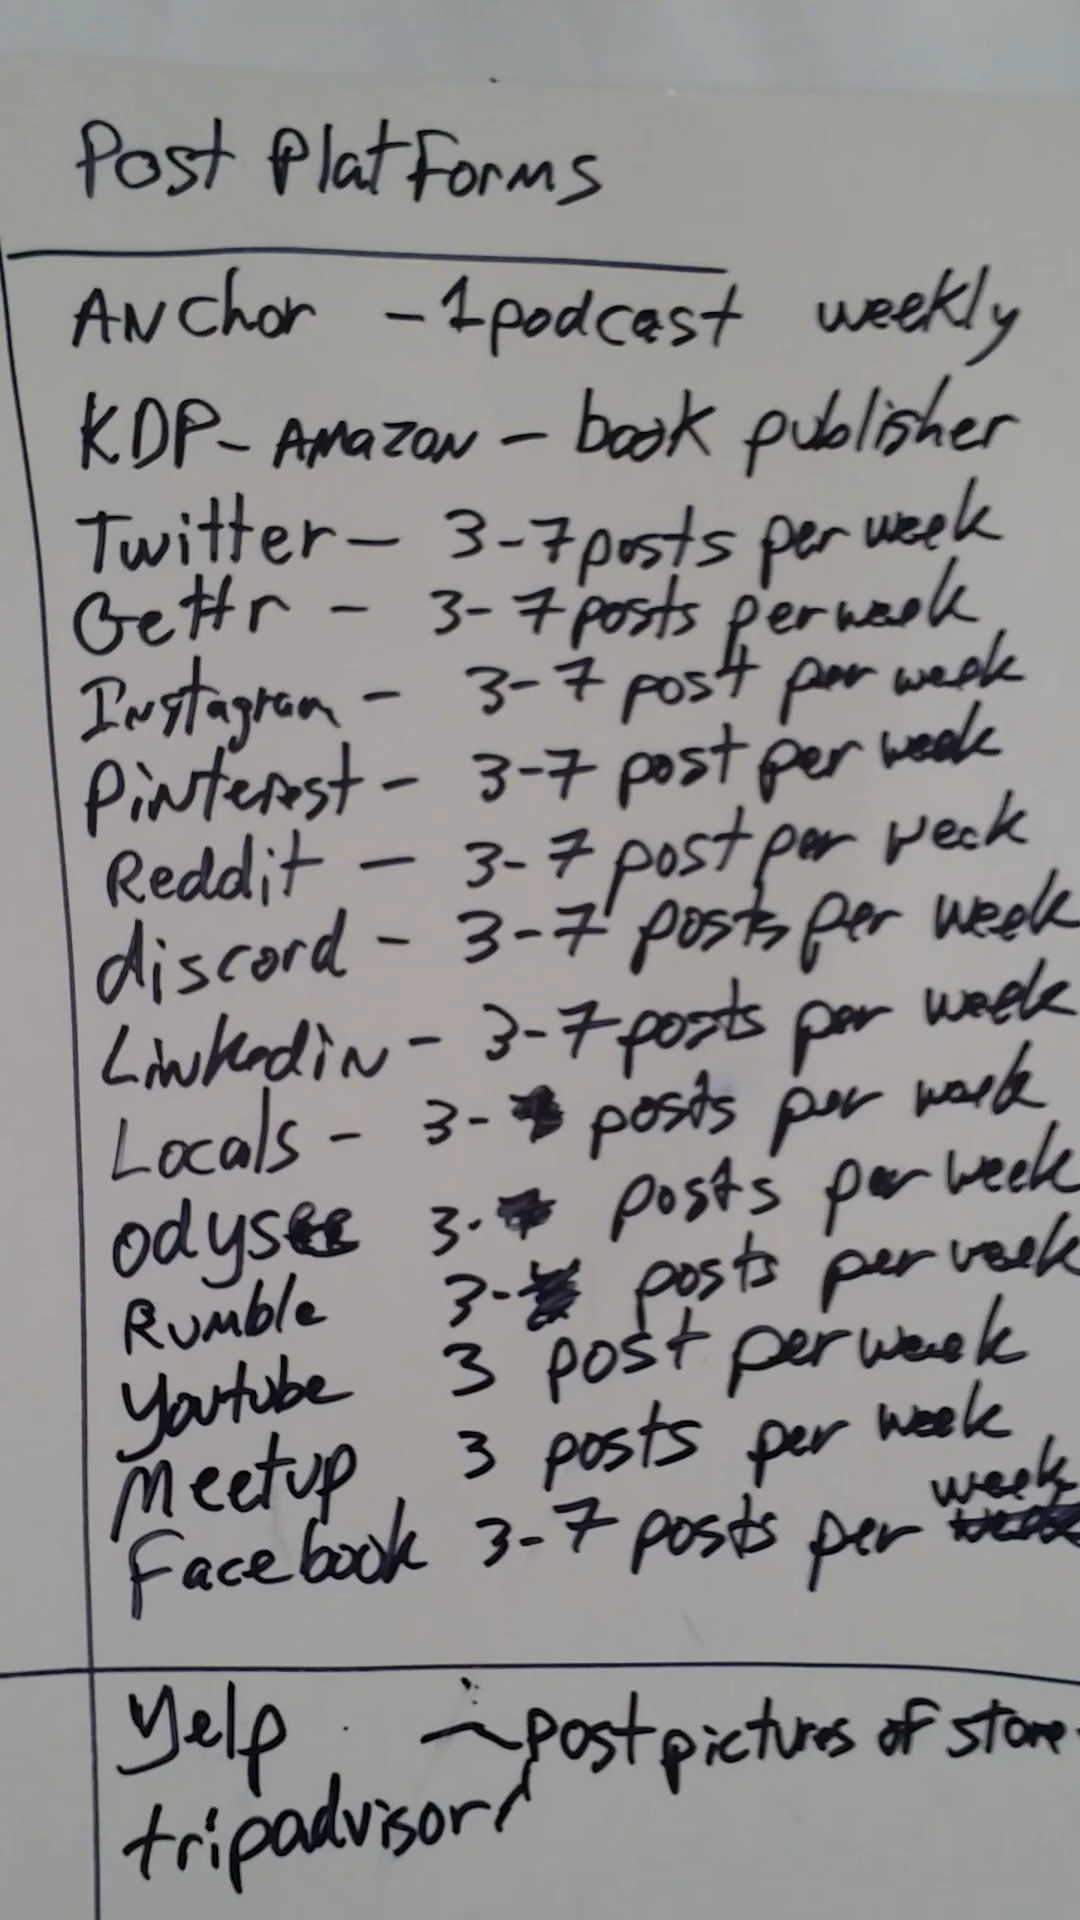 Post Platforms
Anchor - 1 podcast weekly
KDP - Amazon - book publisher
Twitter - 3-7 posts per week
Gettr - 3-7 posts per week
Instagram - 3-7 post per week
Pinterest - 3-7 post per week
Reddit - 3-7 post per week
discord - 3-7 posts per week
Linkedin - 3-7 posts per week
Locals - 3- posts per week
odysee 3- posts per week
Rumble 3- posts per week
Youtube 3 post per week
Meetup 3 posts per week
Facebook 3-7 posts per week
Yelp - post pictures of store
tripadvisor